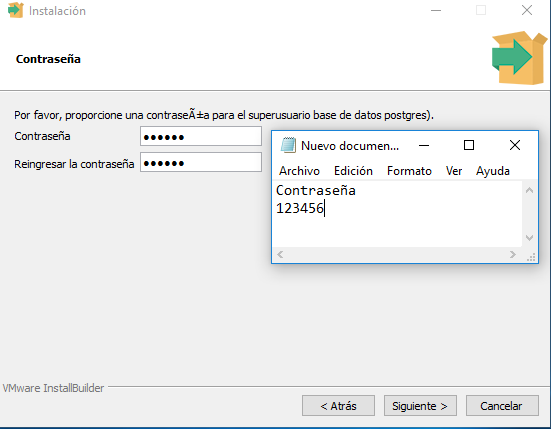 Instalación
Contraseña
Por favor, proporcione una contraseÃ±a para el superusuario base de datos postgres).
Contraseña ••••••
Reingresar la contraseña ••••••
Nuevo documen...
Archivo Edición Formato Ver Ayuda
Contraseña
123456
VMware InstallBuilder
< Atrás Siguiente > Cancelar